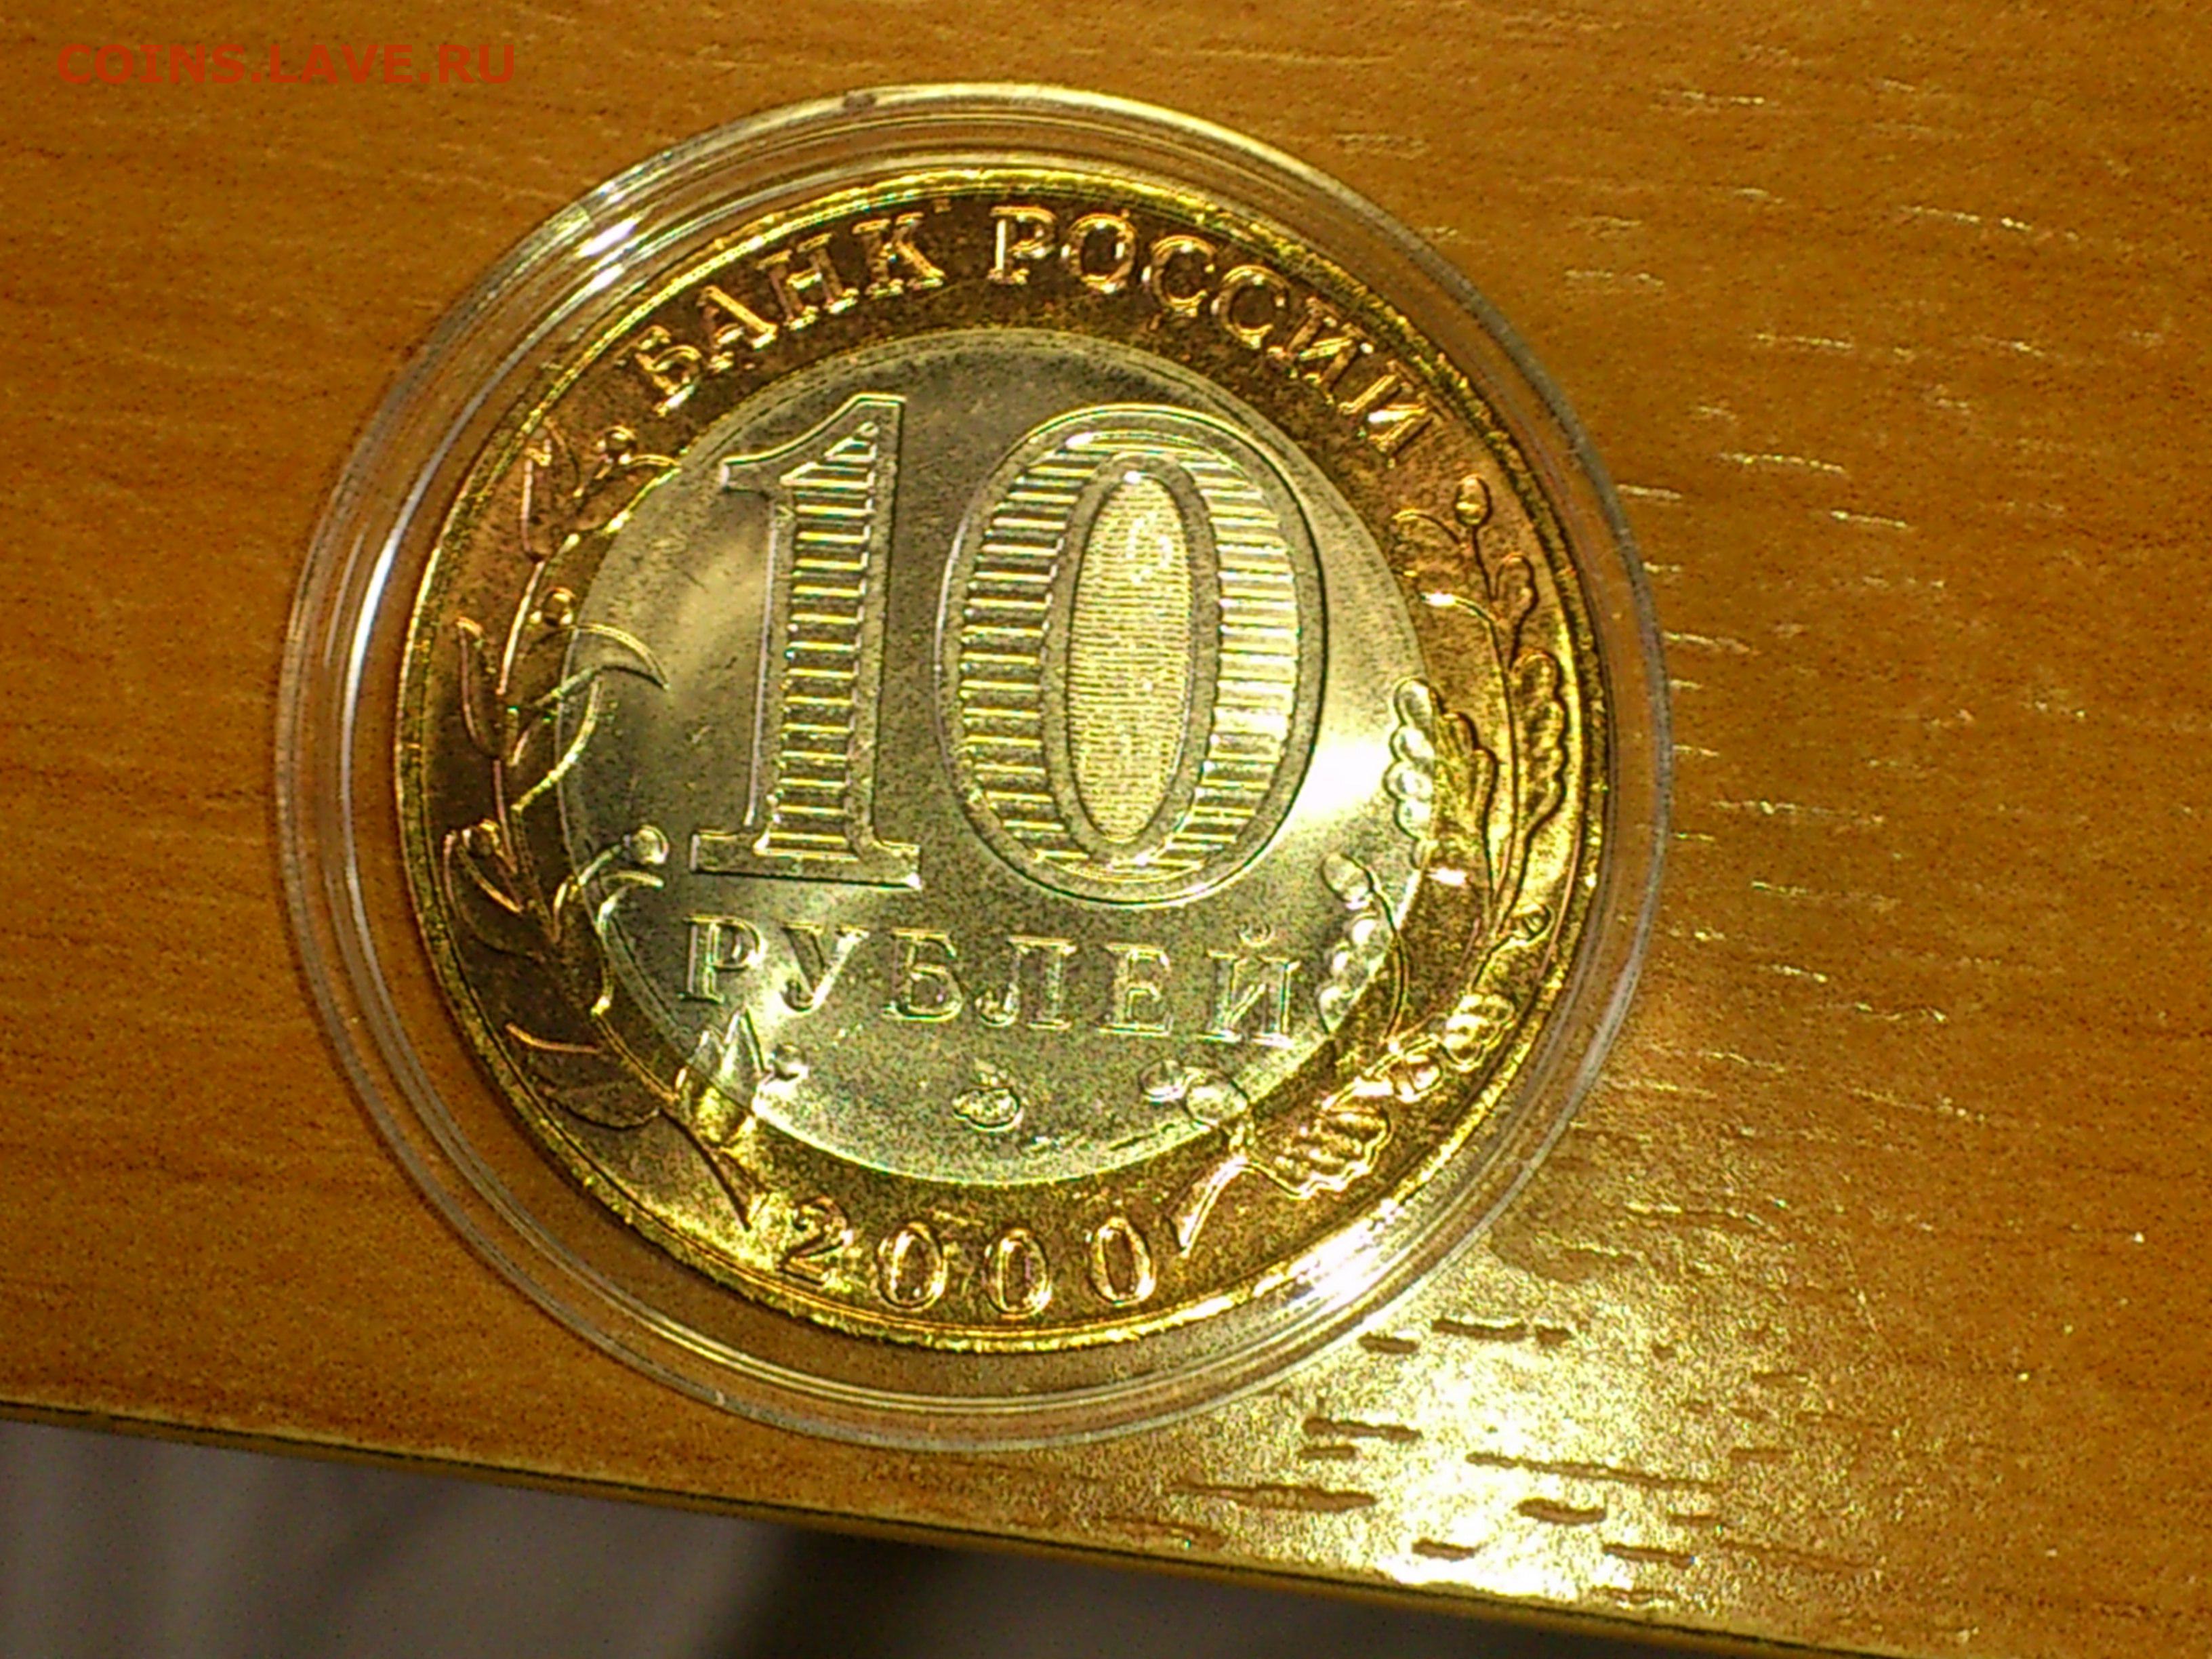 COINS.LAVE.RU
БАНК РОССИИ
10
РУБЛЕЙ
2000